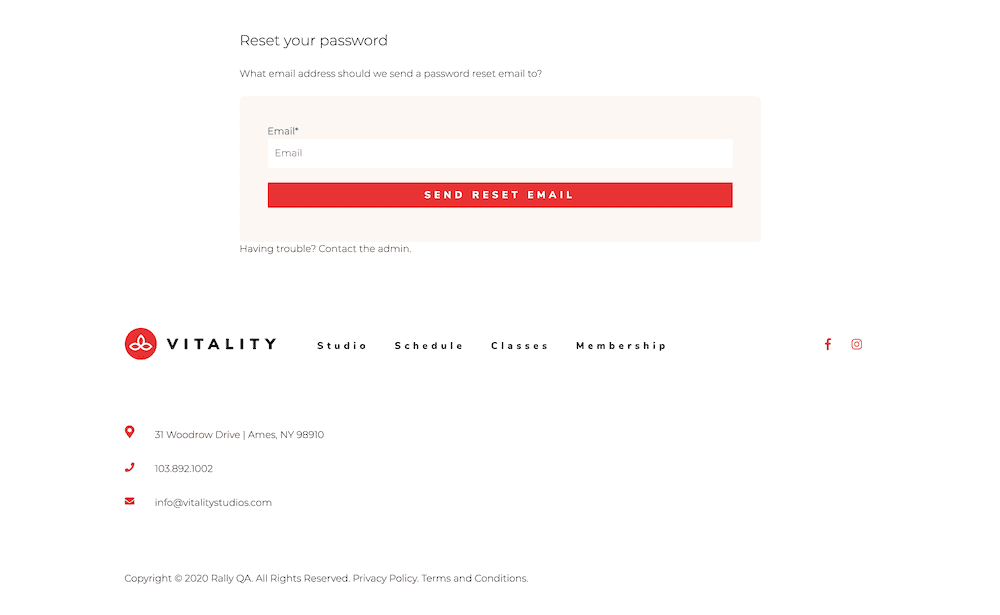 Reset your password
What email address should we send a password reset email to?
Email*
Email
SEND RESET EMAIL
Having trouble? Contact the admin.
VITALITY Studio Schedule Classes Membership
31 Woodrow Drive | Ames, NY 98910
103.892.1002
info@vitalitystudios.com
Copyright © 2020 Rally QA. All Rights Reserved. Privacy Policy. Terms and Conditions.